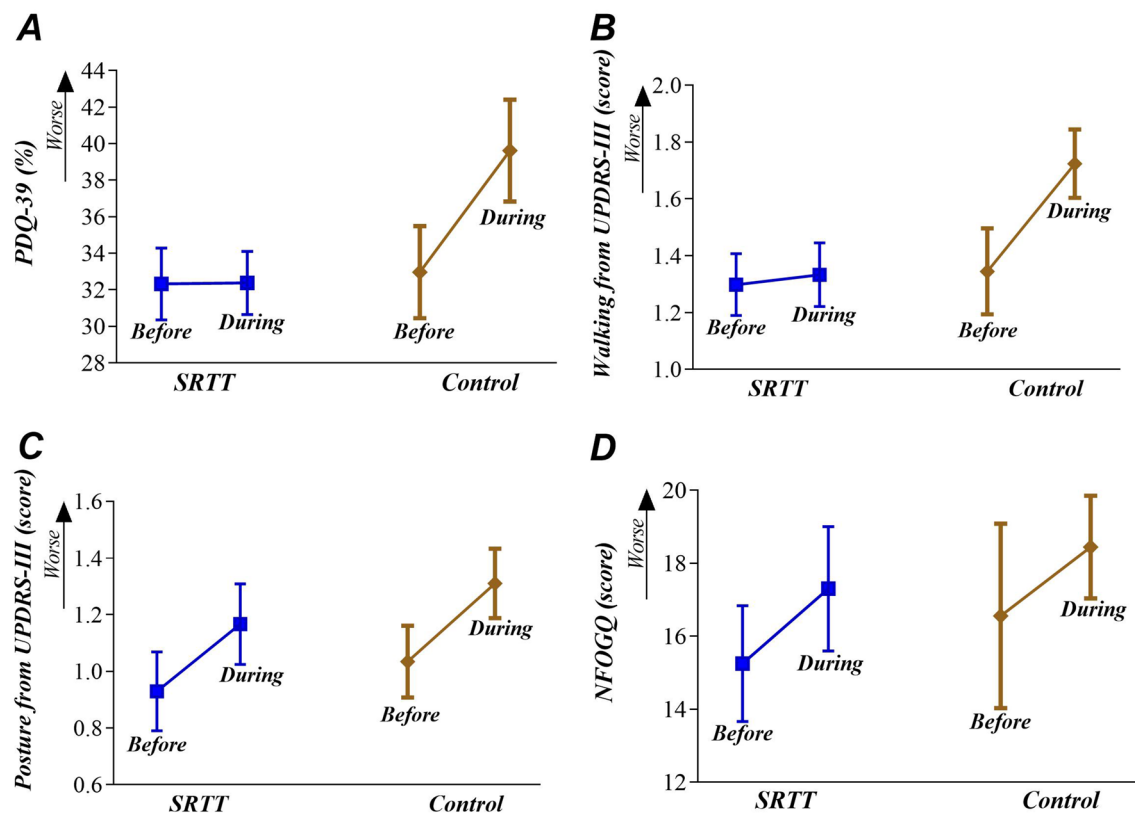 A
PDQ-39 (%)
Worse
44
42
40
38
36
34
32
30
28
Before
During
Before
During
SRTT
Control
B
Walking from UPDRS-III (score)
Worse
2.0
1.8
1.6
1.4
1.2
1.0
Before
During
Before
During
SRTT
Control
C
Posture from UPDRS-III (score)
Worse
1.6
1.4
1.2
1.0
0.8
0.6
Before
During
Before
During
SRTT
Control
D
NFOGQ (score)
Worse
20
18
16
14
12
Before
During
Before
During
SRTT
Control